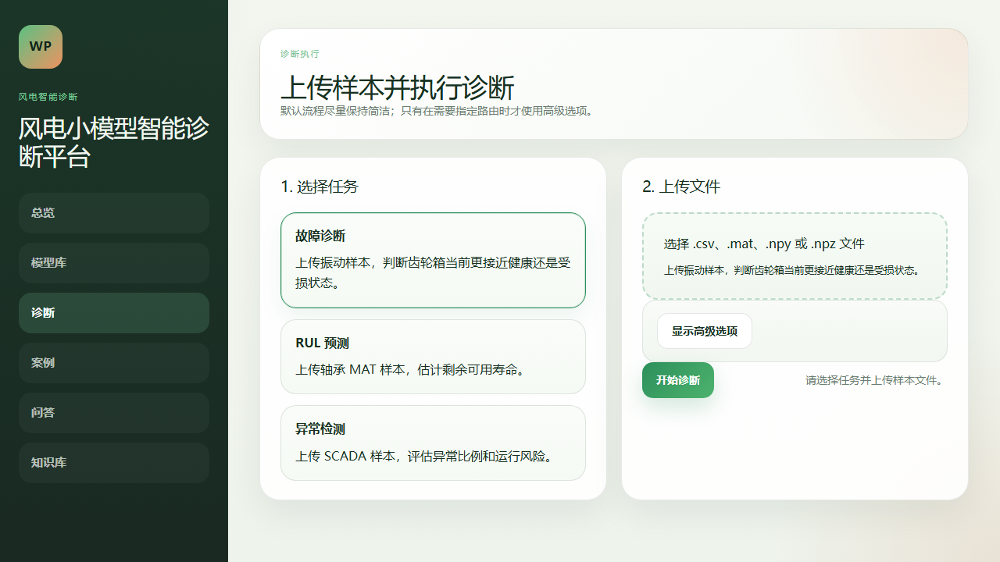 WP
风电智能诊断
风电小模型智能诊
断平台
总览
模型库
诊断
案例
问答
知识库
诊断执行
上传样本并执行诊断
默认流程尽量保持简洁；只有在需要指定路由时才使用高级选项。
1. 选择任务
故障诊断
上传振动样本，判断齿轮箱当前更接近健康还是受
损状态。
RUL 预测
上传轴承 MAT 样本，估计剩余可用寿命。
异常检测
上传 SCADA 样本，评估异常比例和运行风险。
2. 上传文件
选择 .csv、.mat、.npy 或 .npz 文件
上传振动样本，判断齿轮箱当前更接近健康还是受损状态。
显示高级选项
开始诊断
请选择任务并上传样本文件。